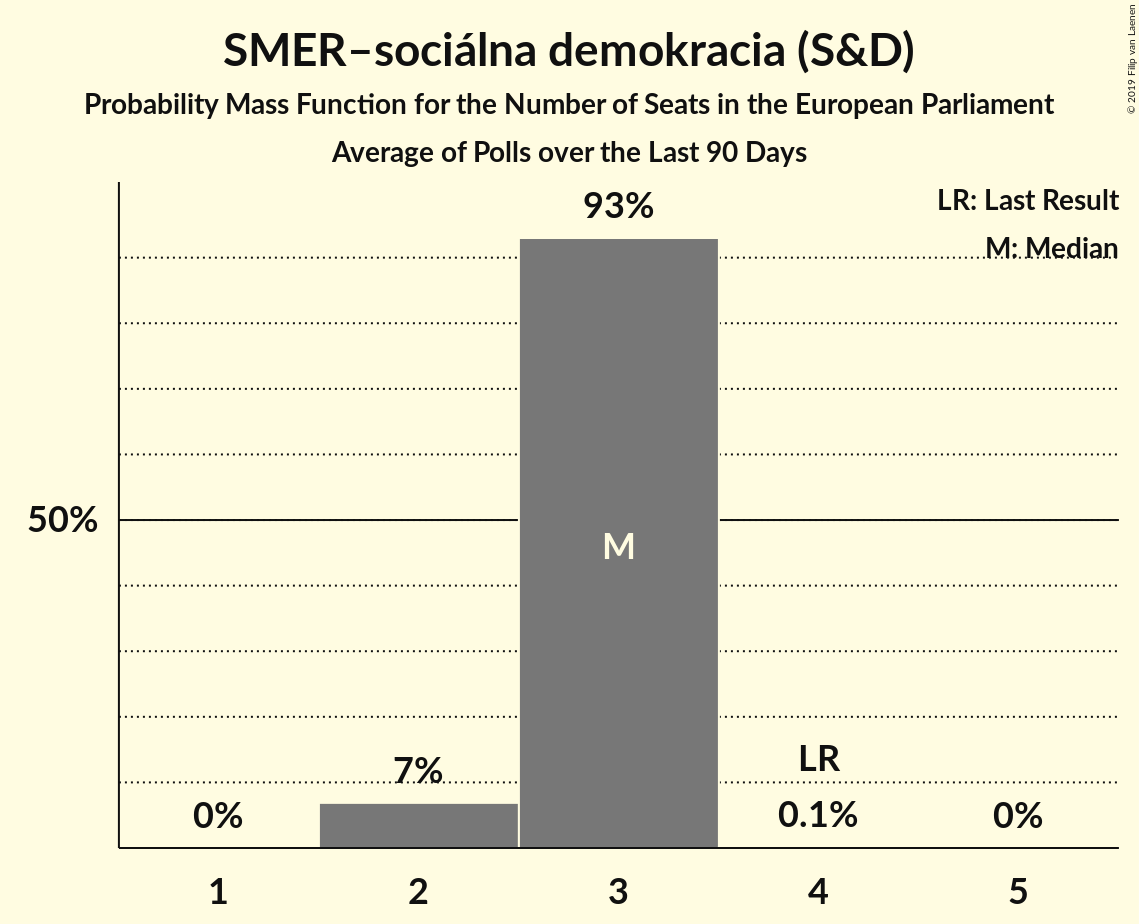 SMER–sociálna demokracia (S&D)
Probability Mass Function for the Number of Seats in the European Parliament
Average of Polls over the Last 90 Days
© 2019 Filip van Laenen
LR: Last Result
M: Median
93%
50%
M
7%
LR
0%
0.1%
0%
1
2
3
4
5